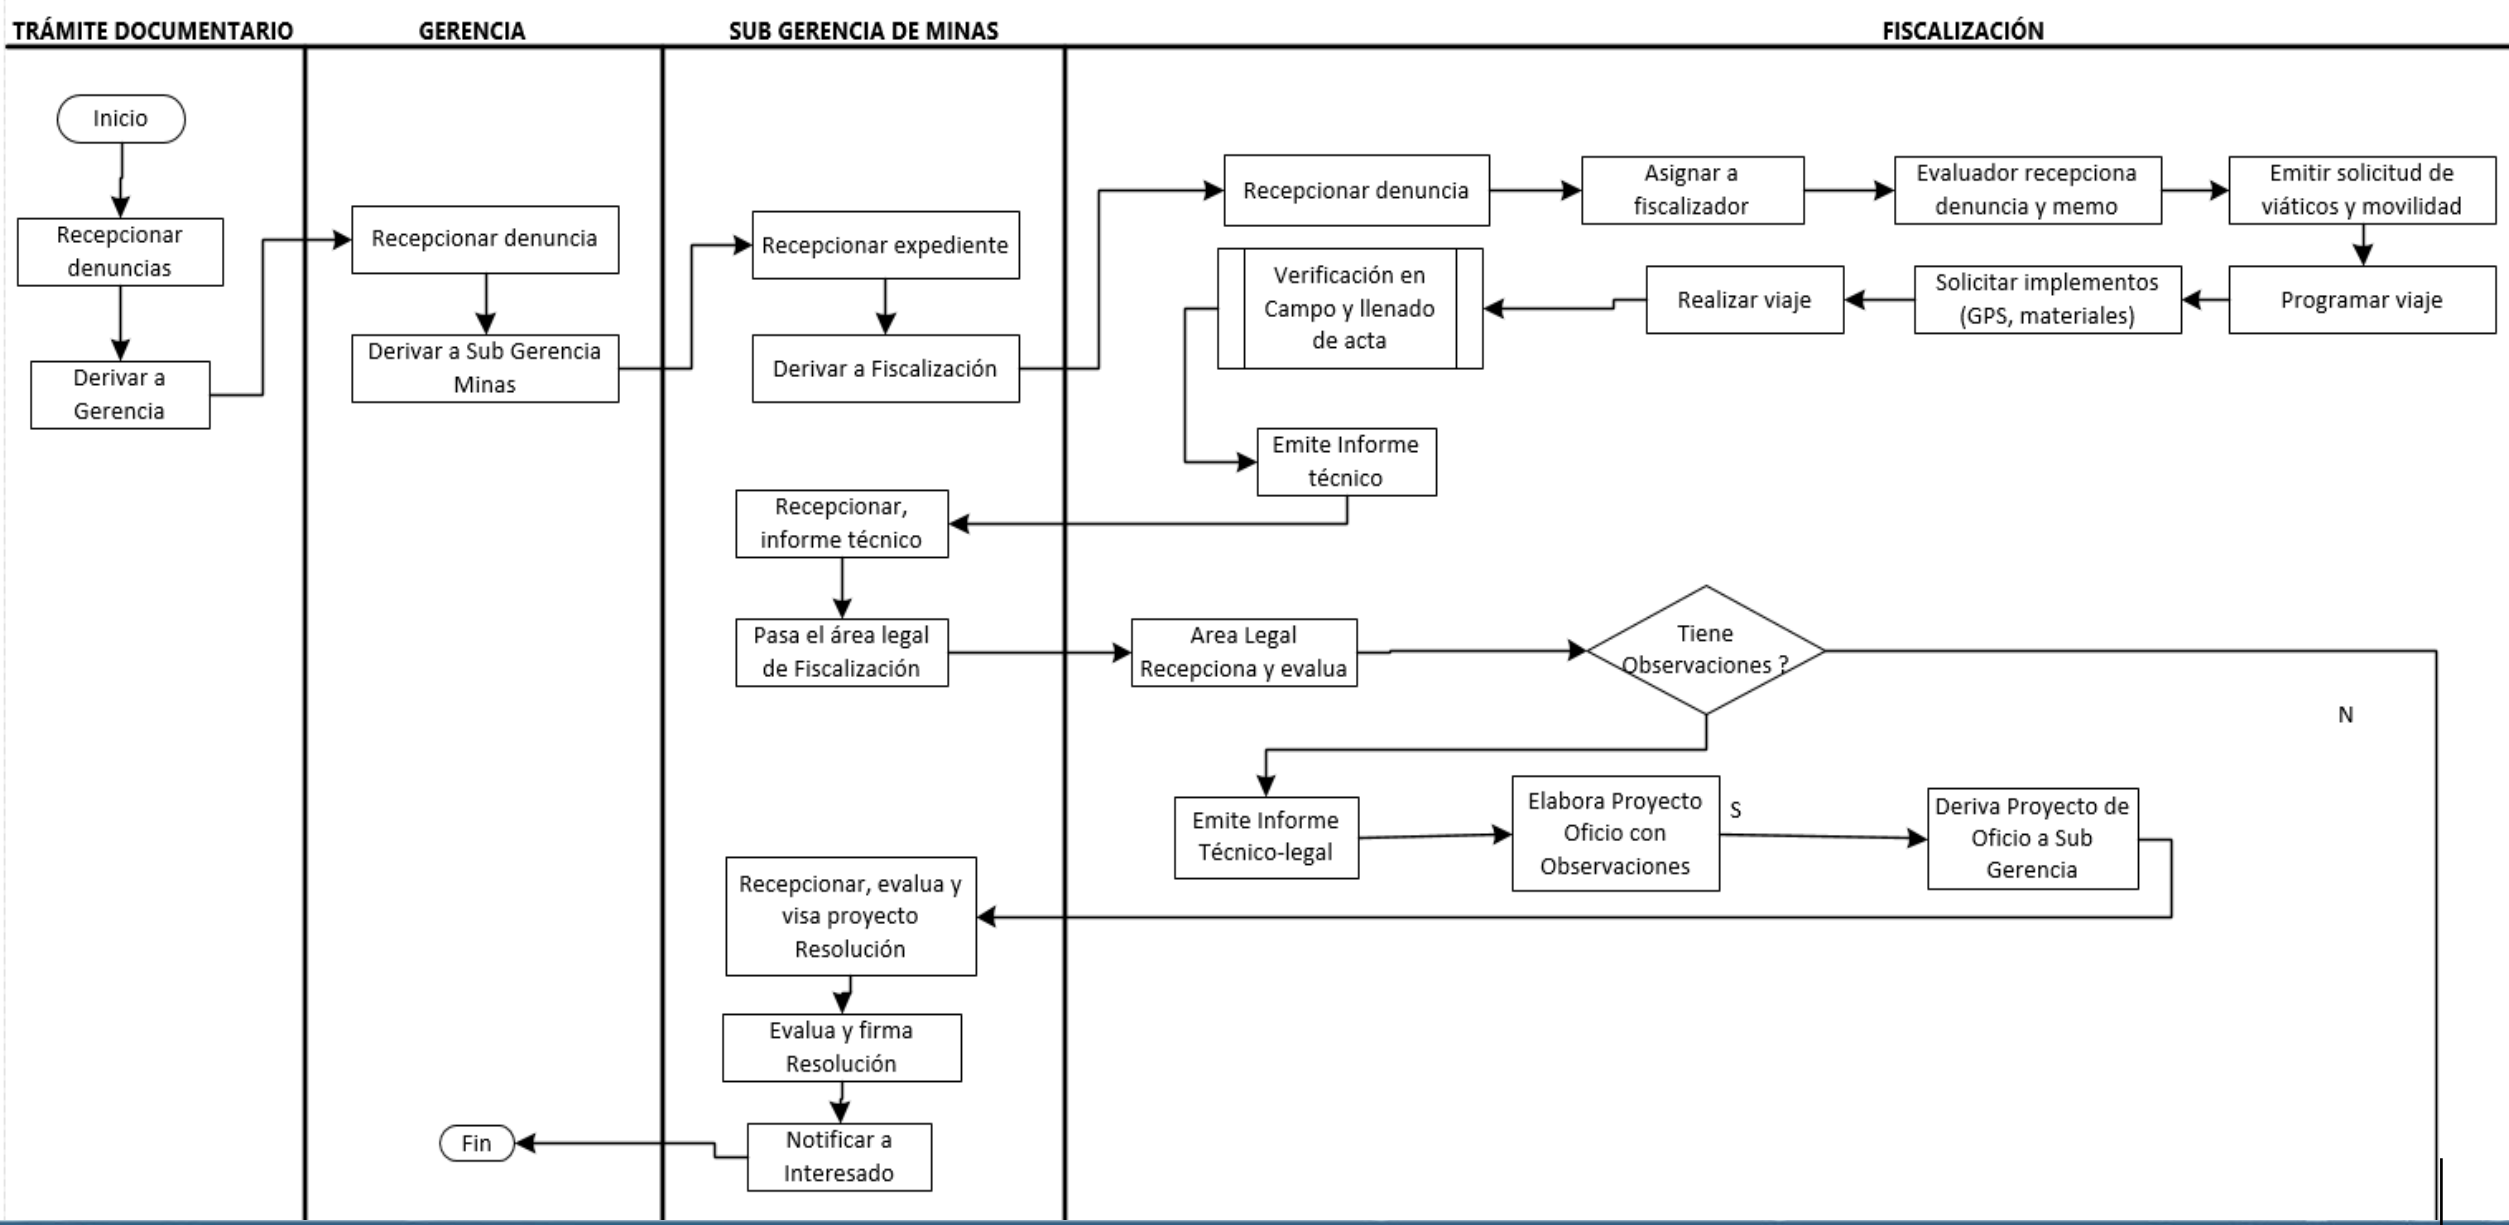 TRÁMITE DOCUMENTARIO
GERENCIA
SUB GERENCIA DE MINAS
FISCALIZACIÓN
Inicio
Recepcionar
denuncias
Derivar a
Gerencia
Recepcionar denuncia
Derivar a Sub Gerencia
Minas
Recepcionar expediente
Derivar a Fiscalización
Recepcionar denuncia
Asignar a
fiscalizador
Evaluador recepciona
denuncia y memo
Emitir solicitud de
viáticos y movilidad
Programar viaje
Solicitar implementos
(GPS, materiales)
Realizar viaje
Verificación en
Campo y llenado
de acta
Emite Informe
técnico
Recepcionar,
informe técnico
Pasa el área legal
de Fiscalización
Area Legal
Recepciona y evalua
Tiene
Observaciones ?
N
Emite Informe
Técnico-legal
Elabora Proyecto
Oficio con
Observaciones
S
Deriva Proyecto de
Oficio a Sub
Gerencia
Recepcionar, evalua y
visa proyecto
Resolución
Evalua y firma
Resolución
Notificar a
Interesado
Fin